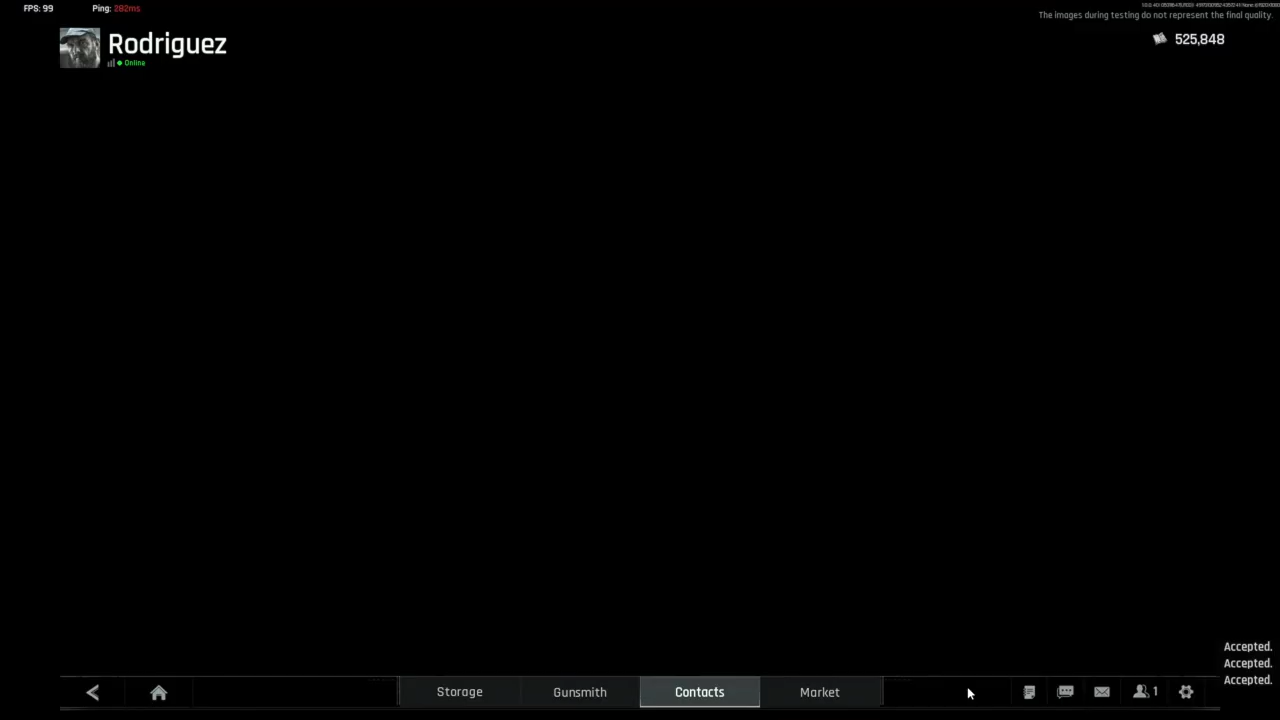 FPS: 99 Ping: 282ms
The images during testing do not represent the final quality.
Rodriguez
525,848
Online
Accepted.
Accepted.
Accepted.
Storage Gunsmith Contacts Market 1